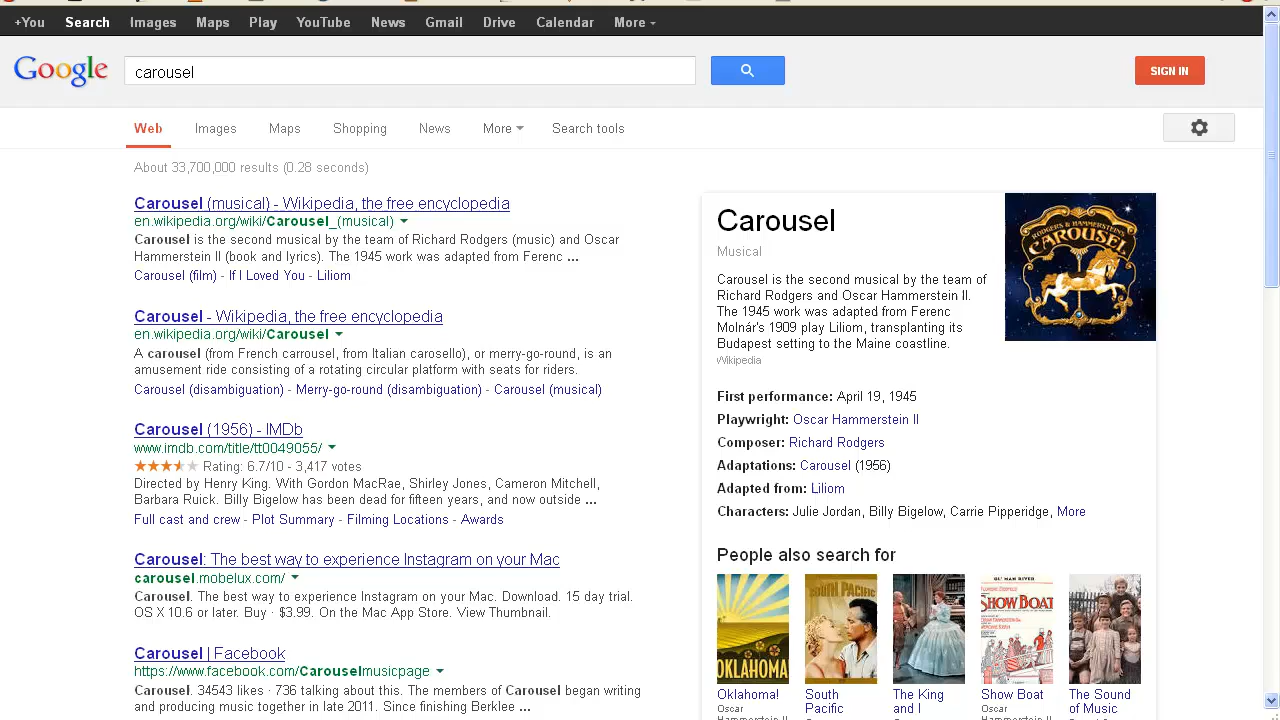 +You Search Images Maps Play YouTube News Gmail Drive Calendar More
Google carousel SIGN IN
Web Images Maps Shopping News More Search tools
About 33,700,000 results (0.28 seconds)
Carousel (musical) - Wikipedia, the free encyclopedia
en.wikipedia.org/wiki/Carousel_(musical)
Carousel is the second musical by the team of Richard Rodgers (music) and Oscar
Hammerstein II (book and lyrics). The 1945 work was adapted from Ferenc ...
Carousel (film) - If I Loved You - Liliom
Carousel - Wikipedia, the free encyclopedia
en.wikipedia.org/wiki/Carousel
A carousel (from French carrousel, from Italian carosello), or merry-go-round, is an
amusement ride consisting of a rotating circular platform with seats for riders.
Carousel (disambiguation) - Merry-go-round (disambiguation) - Carousel (musical)
Carousel (1956) - IMDb
www.imdb.com/title/tt0049055/
Rating: 6.7/10 - 3,417 votes
Directed by Henry King. With Gordon MacRae, Shirley Jones, Cameron Mitchell,
Barbara Ruick. Billy Bigelow has been dead for fifteen years, and now outside ...
Full cast and crew - Plot Summary - Filming Locations - Awards
Carousel: The best way to experience Instagram on your Mac
carousel.mobelux.com/
Carousel. The best way to experience Instagram on your Mac. Download. 15 day trial.
OS X 10.6 or later. Buy · Buy. On the Mac App Store. View Thumbnail.
Carousel | Facebook
https://www.facebook.com/Carouselmusicpage
Carousel. 34543 likes · 736 talking about this. The members of Carousel began writing
and producing music together in late 2011. Since finishing Berklee ...
Carousel
Musical
Carousel is the second musical by the team of
Richard Rodgers and Oscar Hammerstein II.
The 1945 work was adapted from Ferenc
Molnár's 1909 play Liliom, transplanting its
Budapest setting to the Maine coastline.
Wikipedia
RODGERS & HAMMERSTEIN'S
CAROUSEL
First performance: April 19, 1945
Playwright: Oscar Hammerstein II
Composer: Richard Rodgers
Adaptations: Carousel (1956)
Adapted from: Liliom
Characters: Julie Jordan, Billy Bigelow, Carrie Pipperidge, More
People also search for
OKLAHOMA
SOUTH PACIFIC
OL' MAN RIVER
SHOW BOAT
Oklahoma! South The King Show Boat The Sound
Oscar Pacific and I Oscar of Music
Hammerstein II Hammerstein II